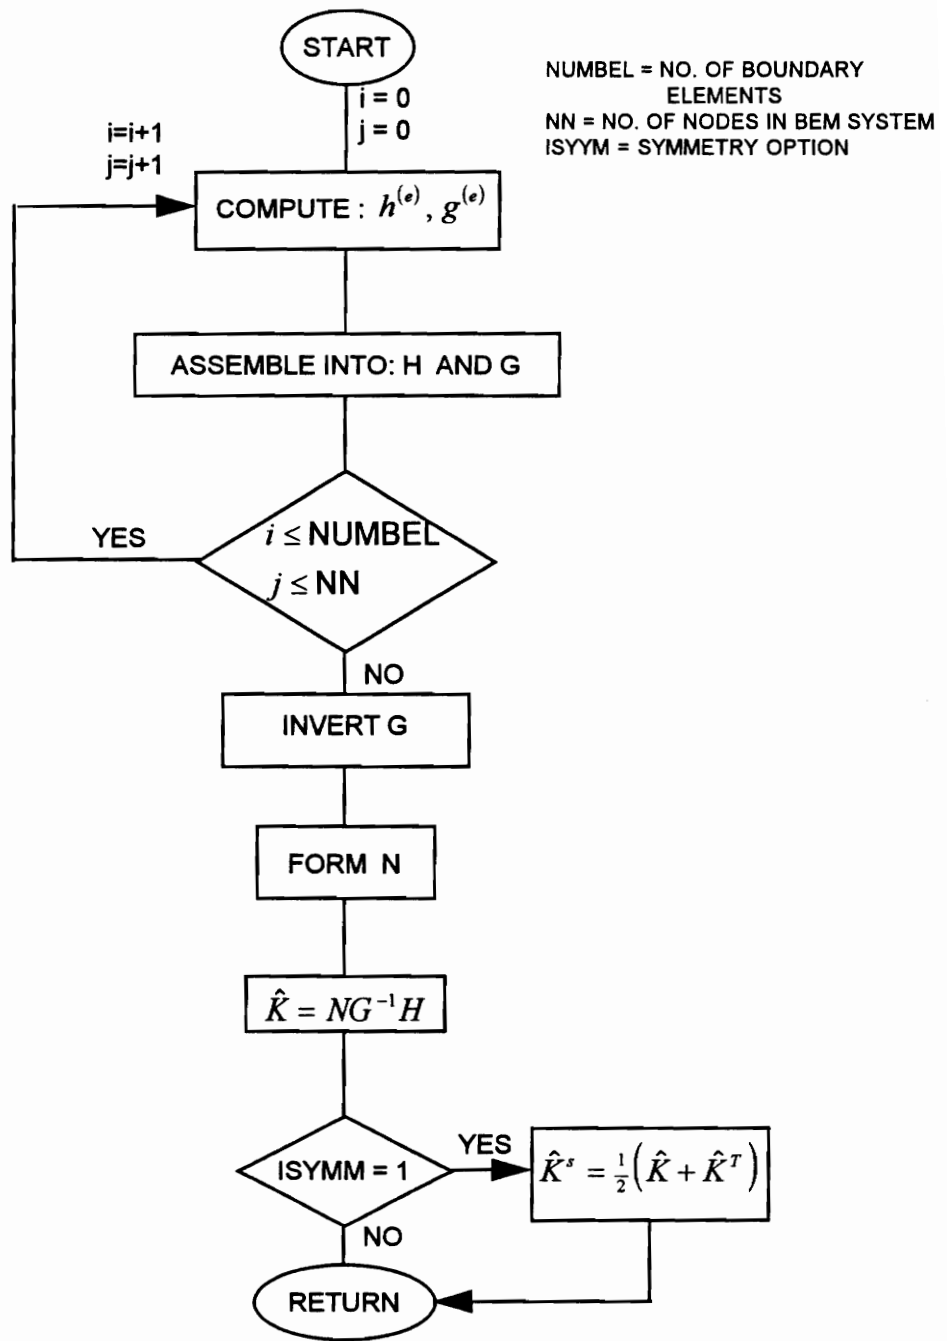 START
i = 0
j = 0
NUMBEL = NO. OF BOUNDARY
ELEMENTS
NN = NO. OF NODES IN BEM SYSTEM
ISYYM = SYMMETRY OPTION
i=i+1
j=j+1
COMPUTE : h^(e) , g^(e)
ASSEMBLE INTO: H AND G
YES
i ≤ NUMBEL
j ≤ NN
NO
INVERT G
FORM N
K̂ = NG⁻¹H
ISYMM = 1
YES
K̂ˢ = ½(K̂ + K̂ᵀ)
NO
RETURN